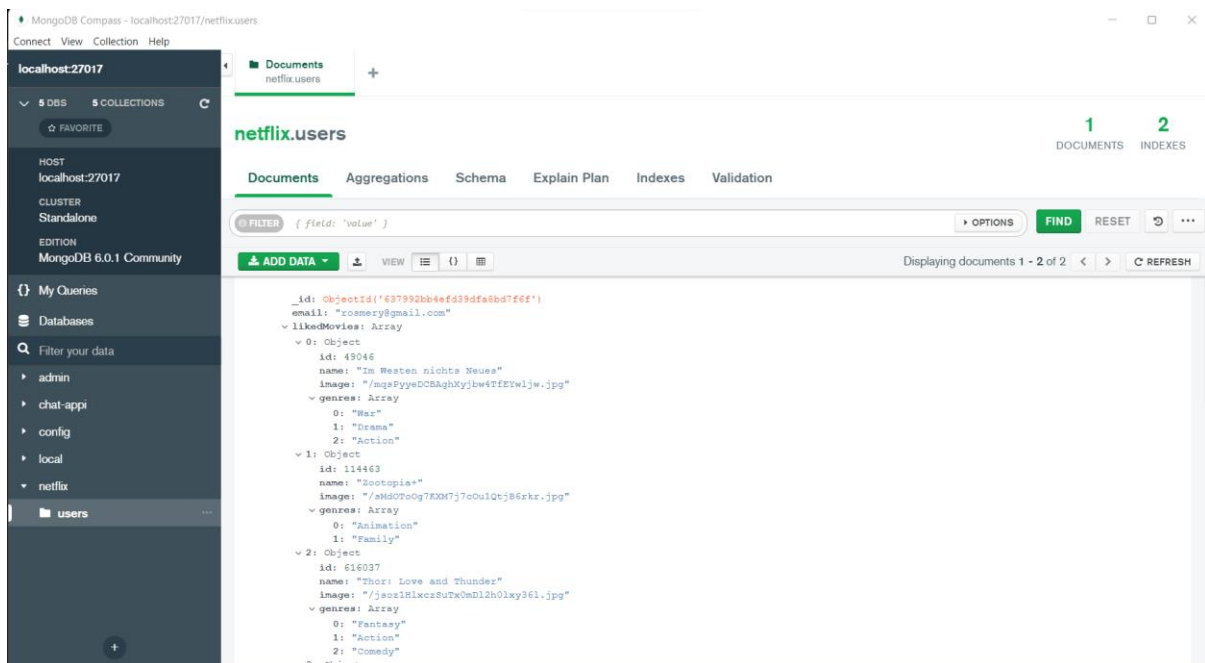 MongoDB Compass - localhost:27017/netflix.users
Connect View Collection Help
localhost:27017
5 DBS 5 COLLECTIONS
FAVORITE
HOST
localhost:27017
CLUSTER
Standalone
EDITION
MongoDB 6.0.1 Community
{} My Queries
Databases
Filter your data
admin
chat-appi
config
local
netflix
users
Documents
netflix.users
netflix.users
1
DOCUMENTS
2
INDEXES
Documents Aggregations Schema Explain Plan Indexes Validation
FILTER { field: 'value' }
OPTIONS FIND RESET
ADD DATA VIEW {} Displaying documents 1 - 2 of 2 < > REFRESH
_id: ObjectId('637992bb4efd39dfa8bd7f6f')
email: "rosmery@gmail.com"
likedMovies: Array
0: Object
id: 49046
name: "Im Westen nichts Neues"
image: "/mqsPyyeDCBAghXyjbw4TfEYwljw.jpg"
genres: Array
0: "War"
1: "Drama"
2: "Action"
1: Object
id: 114463
name: "Zootopia+"
image: "/sMdOToOg7KXM7j7cOu1QtjB6rkr.jpg"
genres: Array
0: "Animation"
1: "Family"
2: Object
id: 616037
name: "Thor: Love and Thunder"
image: "/jsoz1HlxczSuTx0mDl2h0lxy36l.jpg"
genres: Array
0: "Fantasy"
1: "Action"
2: "Comedy"